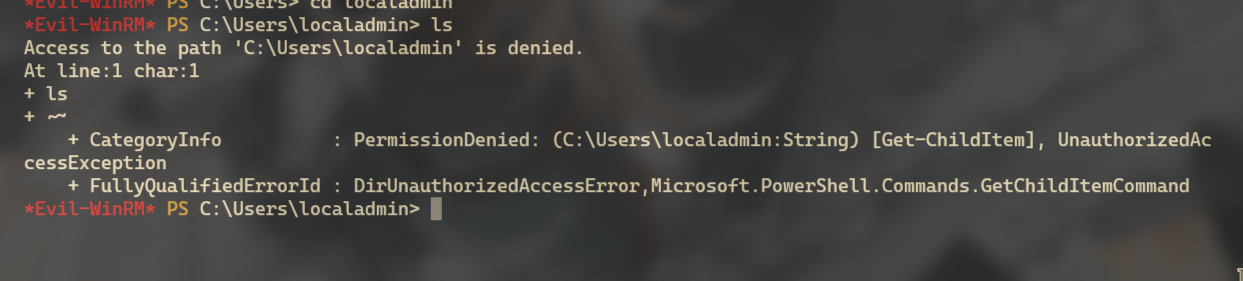 *Evil-WinRM* PS C:\Users> cd localadmin
*Evil-WinRM* PS C:\Users\localadmin> ls
Access to the path 'C:\Users\localadmin' is denied.
At line:1 char:1
+ ls
+ ~~
    + CategoryInfo          : PermissionDenied: (C:\Users\localadmin:String) [Get-ChildItem], UnauthorizedAc
cessException
    + FullyQualifiedErrorId : DirUnauthorizedAccessError,Microsoft.PowerShell.Commands.GetChildItemCommand
*Evil-WinRM* PS C:\Users\localadmin>